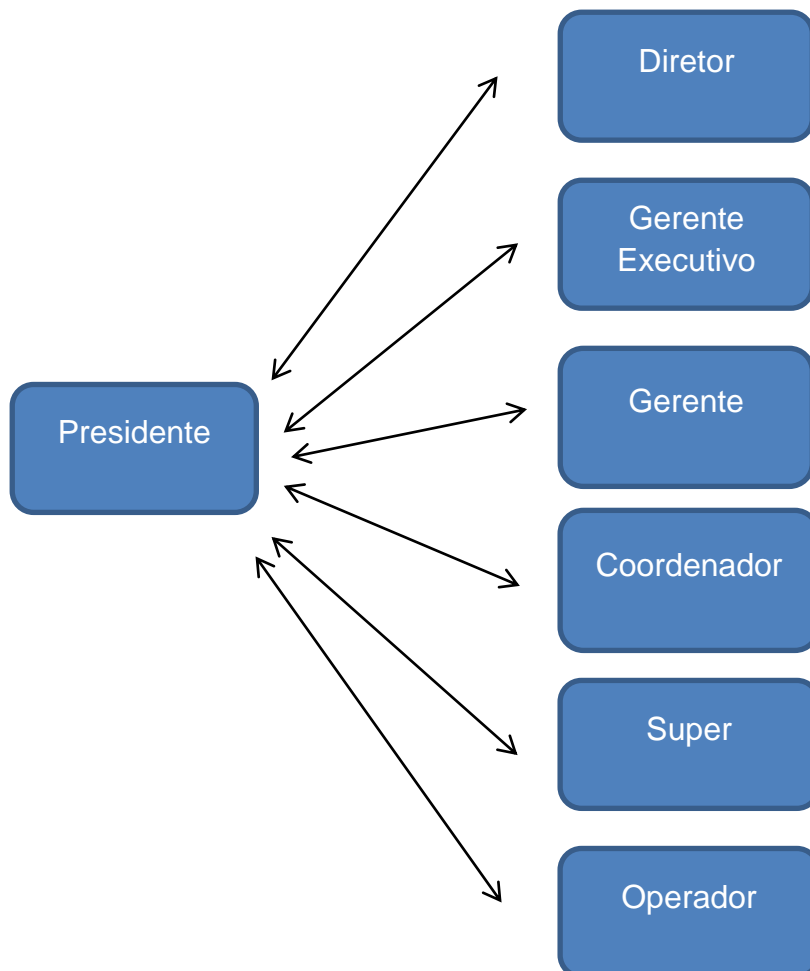 Diretor
Gerente
Executivo
Gerente
Presidente
Coordenador
Super
Operador